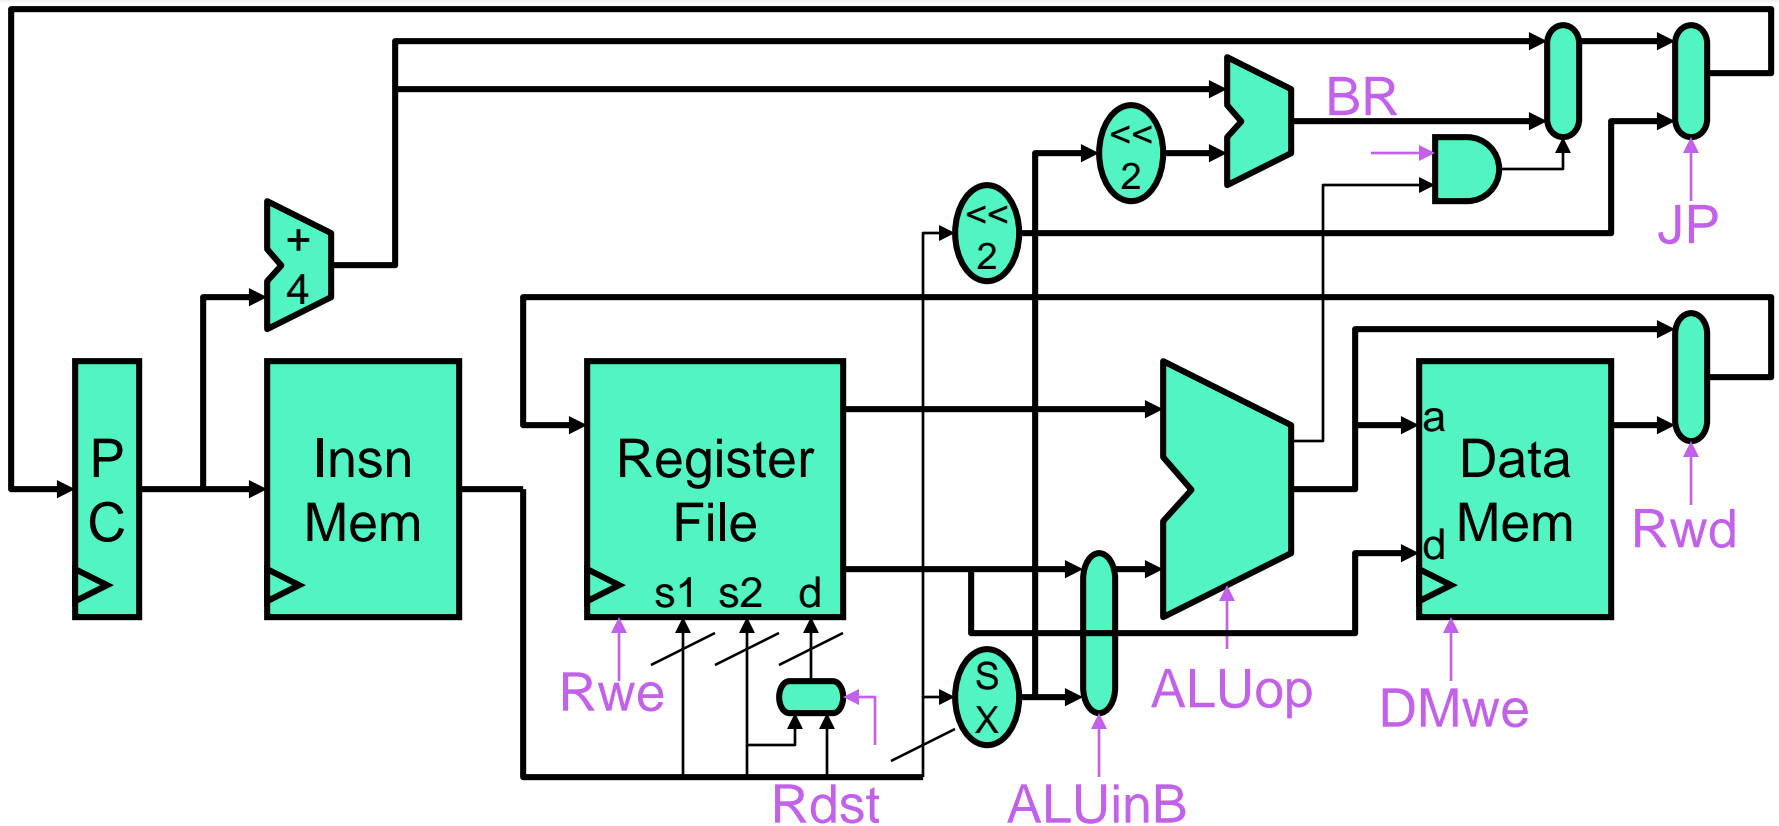 BR
<<
2
<<
2
JP
+
4
P
C
Insn
Mem
Register
File
s1 s2 d
a
d
Data
Mem
Rwd
Rwe
S
X
ALUop
DMwe
Rdst
ALUinB